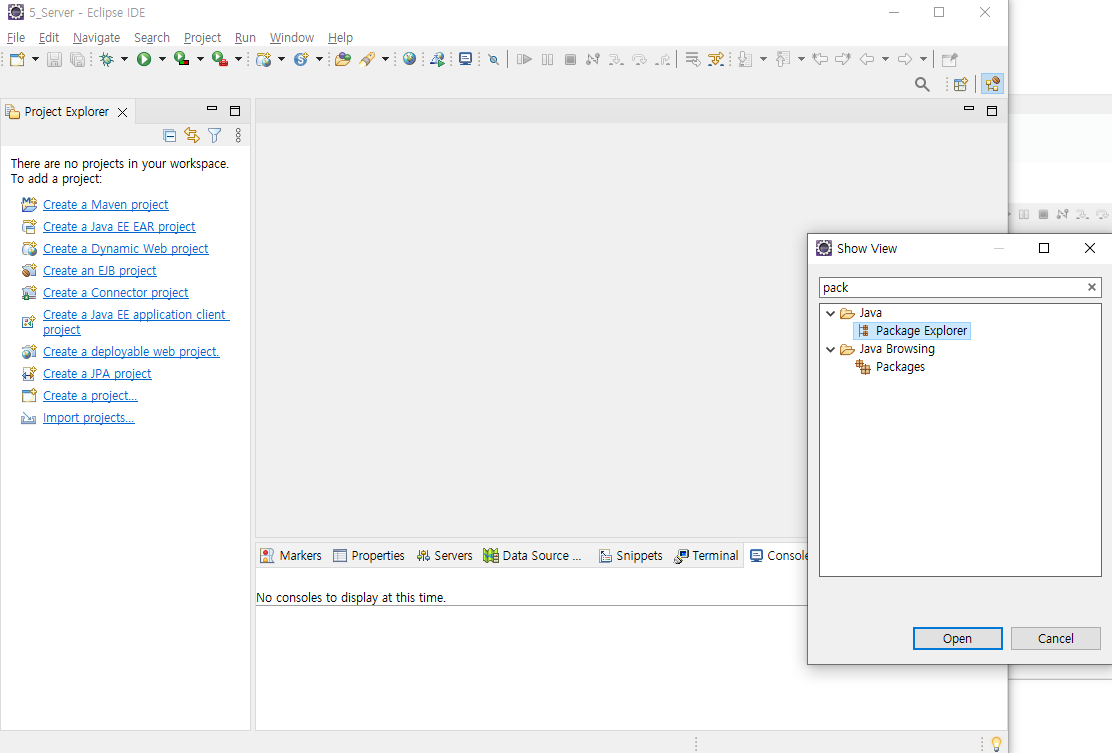 5_Server - Eclipse IDE
File Edit Navigate Search Project Run Window Help
Project Explorer
There are no projects in your workspace.
To add a project:
Create a Maven project
Create a Java EE EAR project
Create a Dynamic Web project
Create an EJB project
Create a Connector project
Create a Java EE application client
project
Create a deployable web project.
Create a JPA project
Create a project...
Import projects...
Markers Properties Servers Data Source ... Snippets Terminal Console
No consoles to display at this time.
Show View
pack
Java
Package Explorer
Java Browsing
Packages
Open Cancel